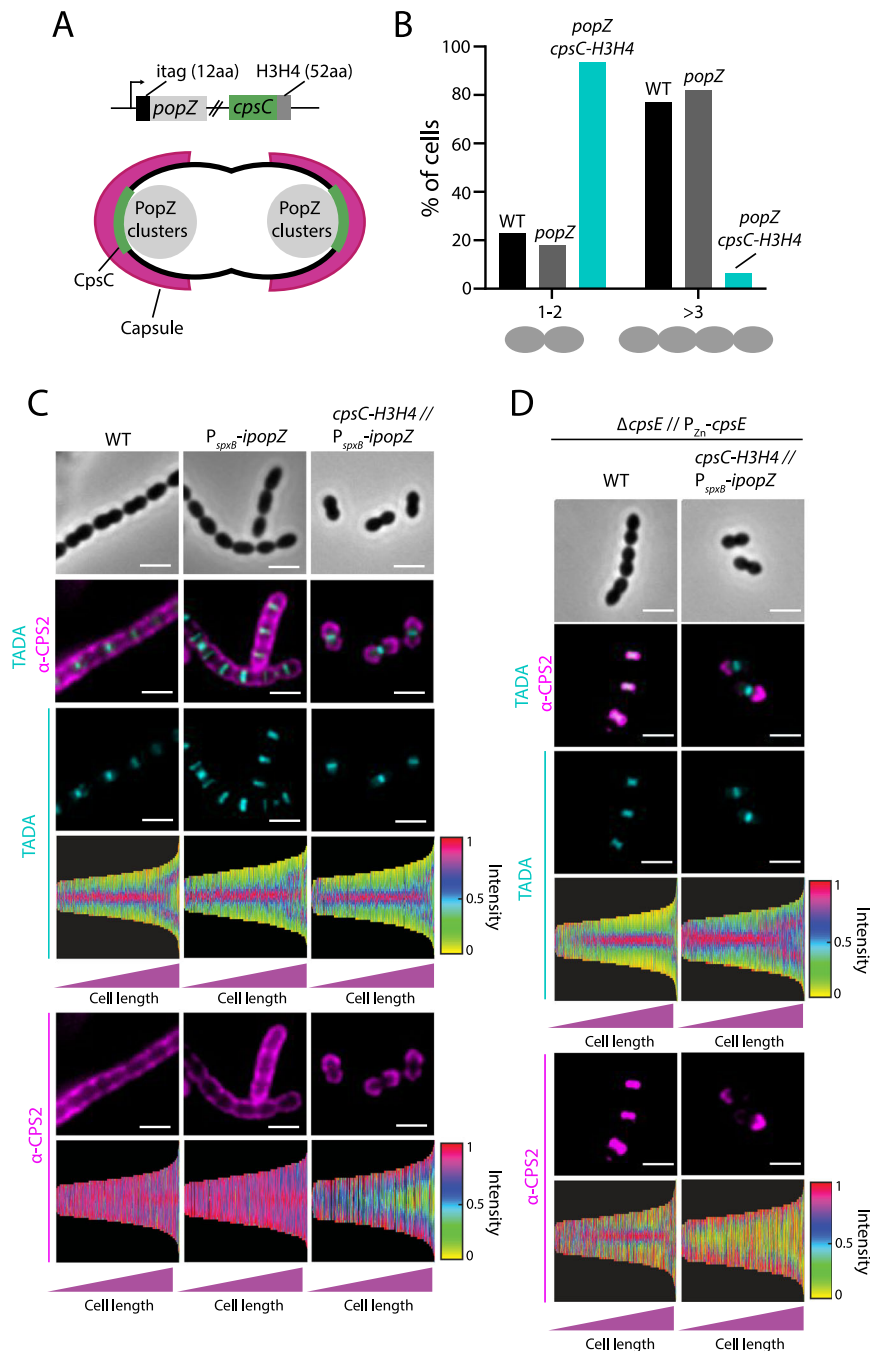 A
itag (12aa)
H3H4 (52aa)
popZ
//
cpsC
PopZ
clusters
PopZ
clusters
CpsC
Capsule
B
% of cells
100
80
60
40
20
0
WT
popZ
popZ
cpsC-H3H4
WT
popZ
popZ
cpsC-H3H4
1-2
>3
C
WT
PspxB-ipopZ
cpsC-H3H4 //
PspxB-ipopZ
TADA
α-CPS2
TADA
1
0.5
0
Intensity
Cell length
Cell length
Cell length
α-CPS2
1
0.5
0
Intensity
Cell length
Cell length
Cell length
D
ΔcpsE // PZn-cpsE
WT
cpsC-H3H4 //
PspxB-ipopZ
TADA
α-CPS2
TADA
1
0.5
0
Intensity
Cell length
Cell length
α-CPS2
1
0.5
0
Intensity
Cell length
Cell length